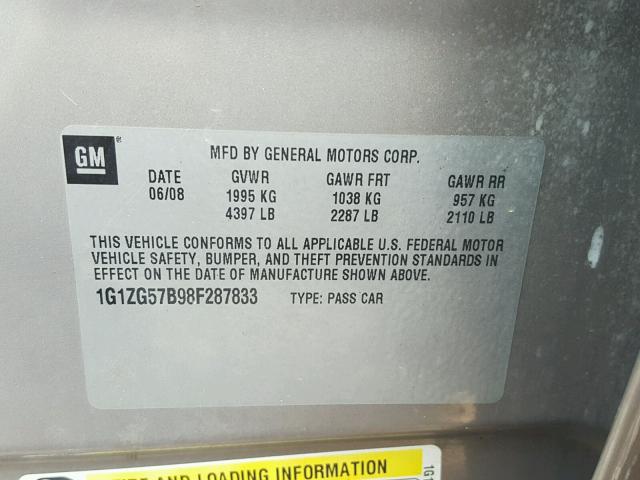 GM
MFD BY GENERAL MOTORS CORP.
DATE GVWR GAWR FRT GAWR RR
06/08 1995 KG 1038 KG 957 KG
4397 LB 2287 LB 2110 LB
THIS VEHICLE CONFORMS TO ALL APPLICABLE U.S. FEDERAL MOTOR
VEHICLE SAFETY, BUMPER, AND THEFT PREVENTION STANDARDS IN
EFFECT ON THE DATE OF MANUFACTURE SHOWN ABOVE.
1G1ZG57B98F287833 TYPE: PASS CAR
AND LOADING INFORMATION